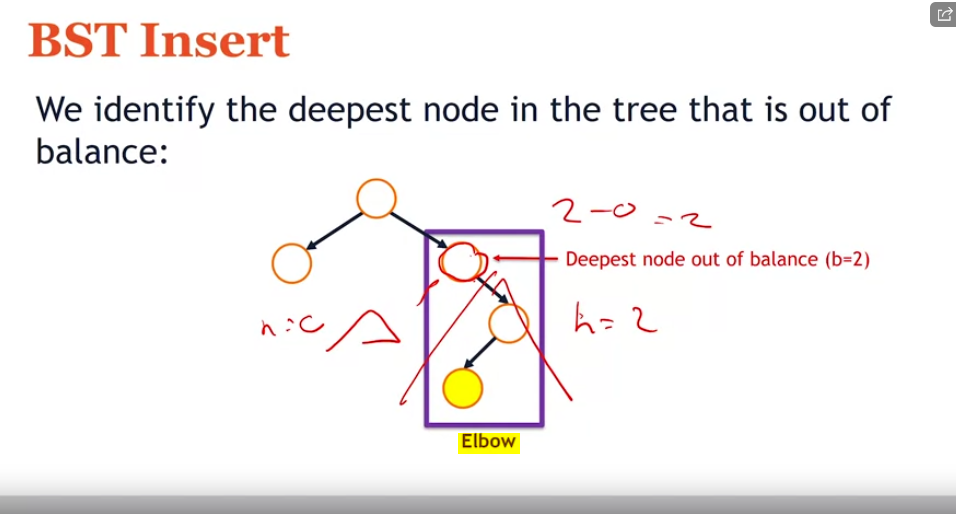 BST Insert
We identify the deepest node in the tree that is out of
balance:
2-0 = 2
Deepest node out of balance (b=2)
h= 2
Elbow